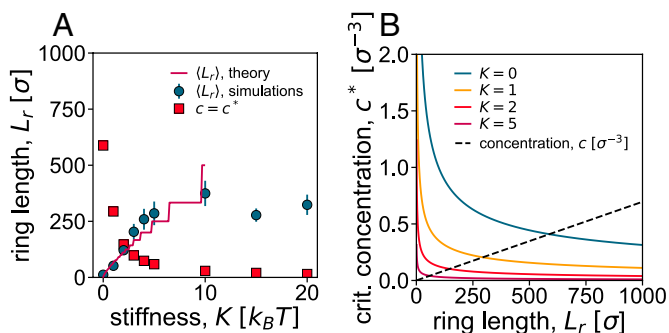 A
ring length, L_r [σ]
1000
750
500
250
0
⟨L_r⟩, theory
⟨L_r⟩, simulations
c = c*
0 10 20
stiffness, K [k_BT]
B
crit. concentration, c* [σ⁻³]
2.0
1.5
1.0
0.5
0.0
K = 0
K = 1
K = 2
K = 5
concentration, c [σ⁻³]
0 250 500 750 1000
ring length, L_r [σ]